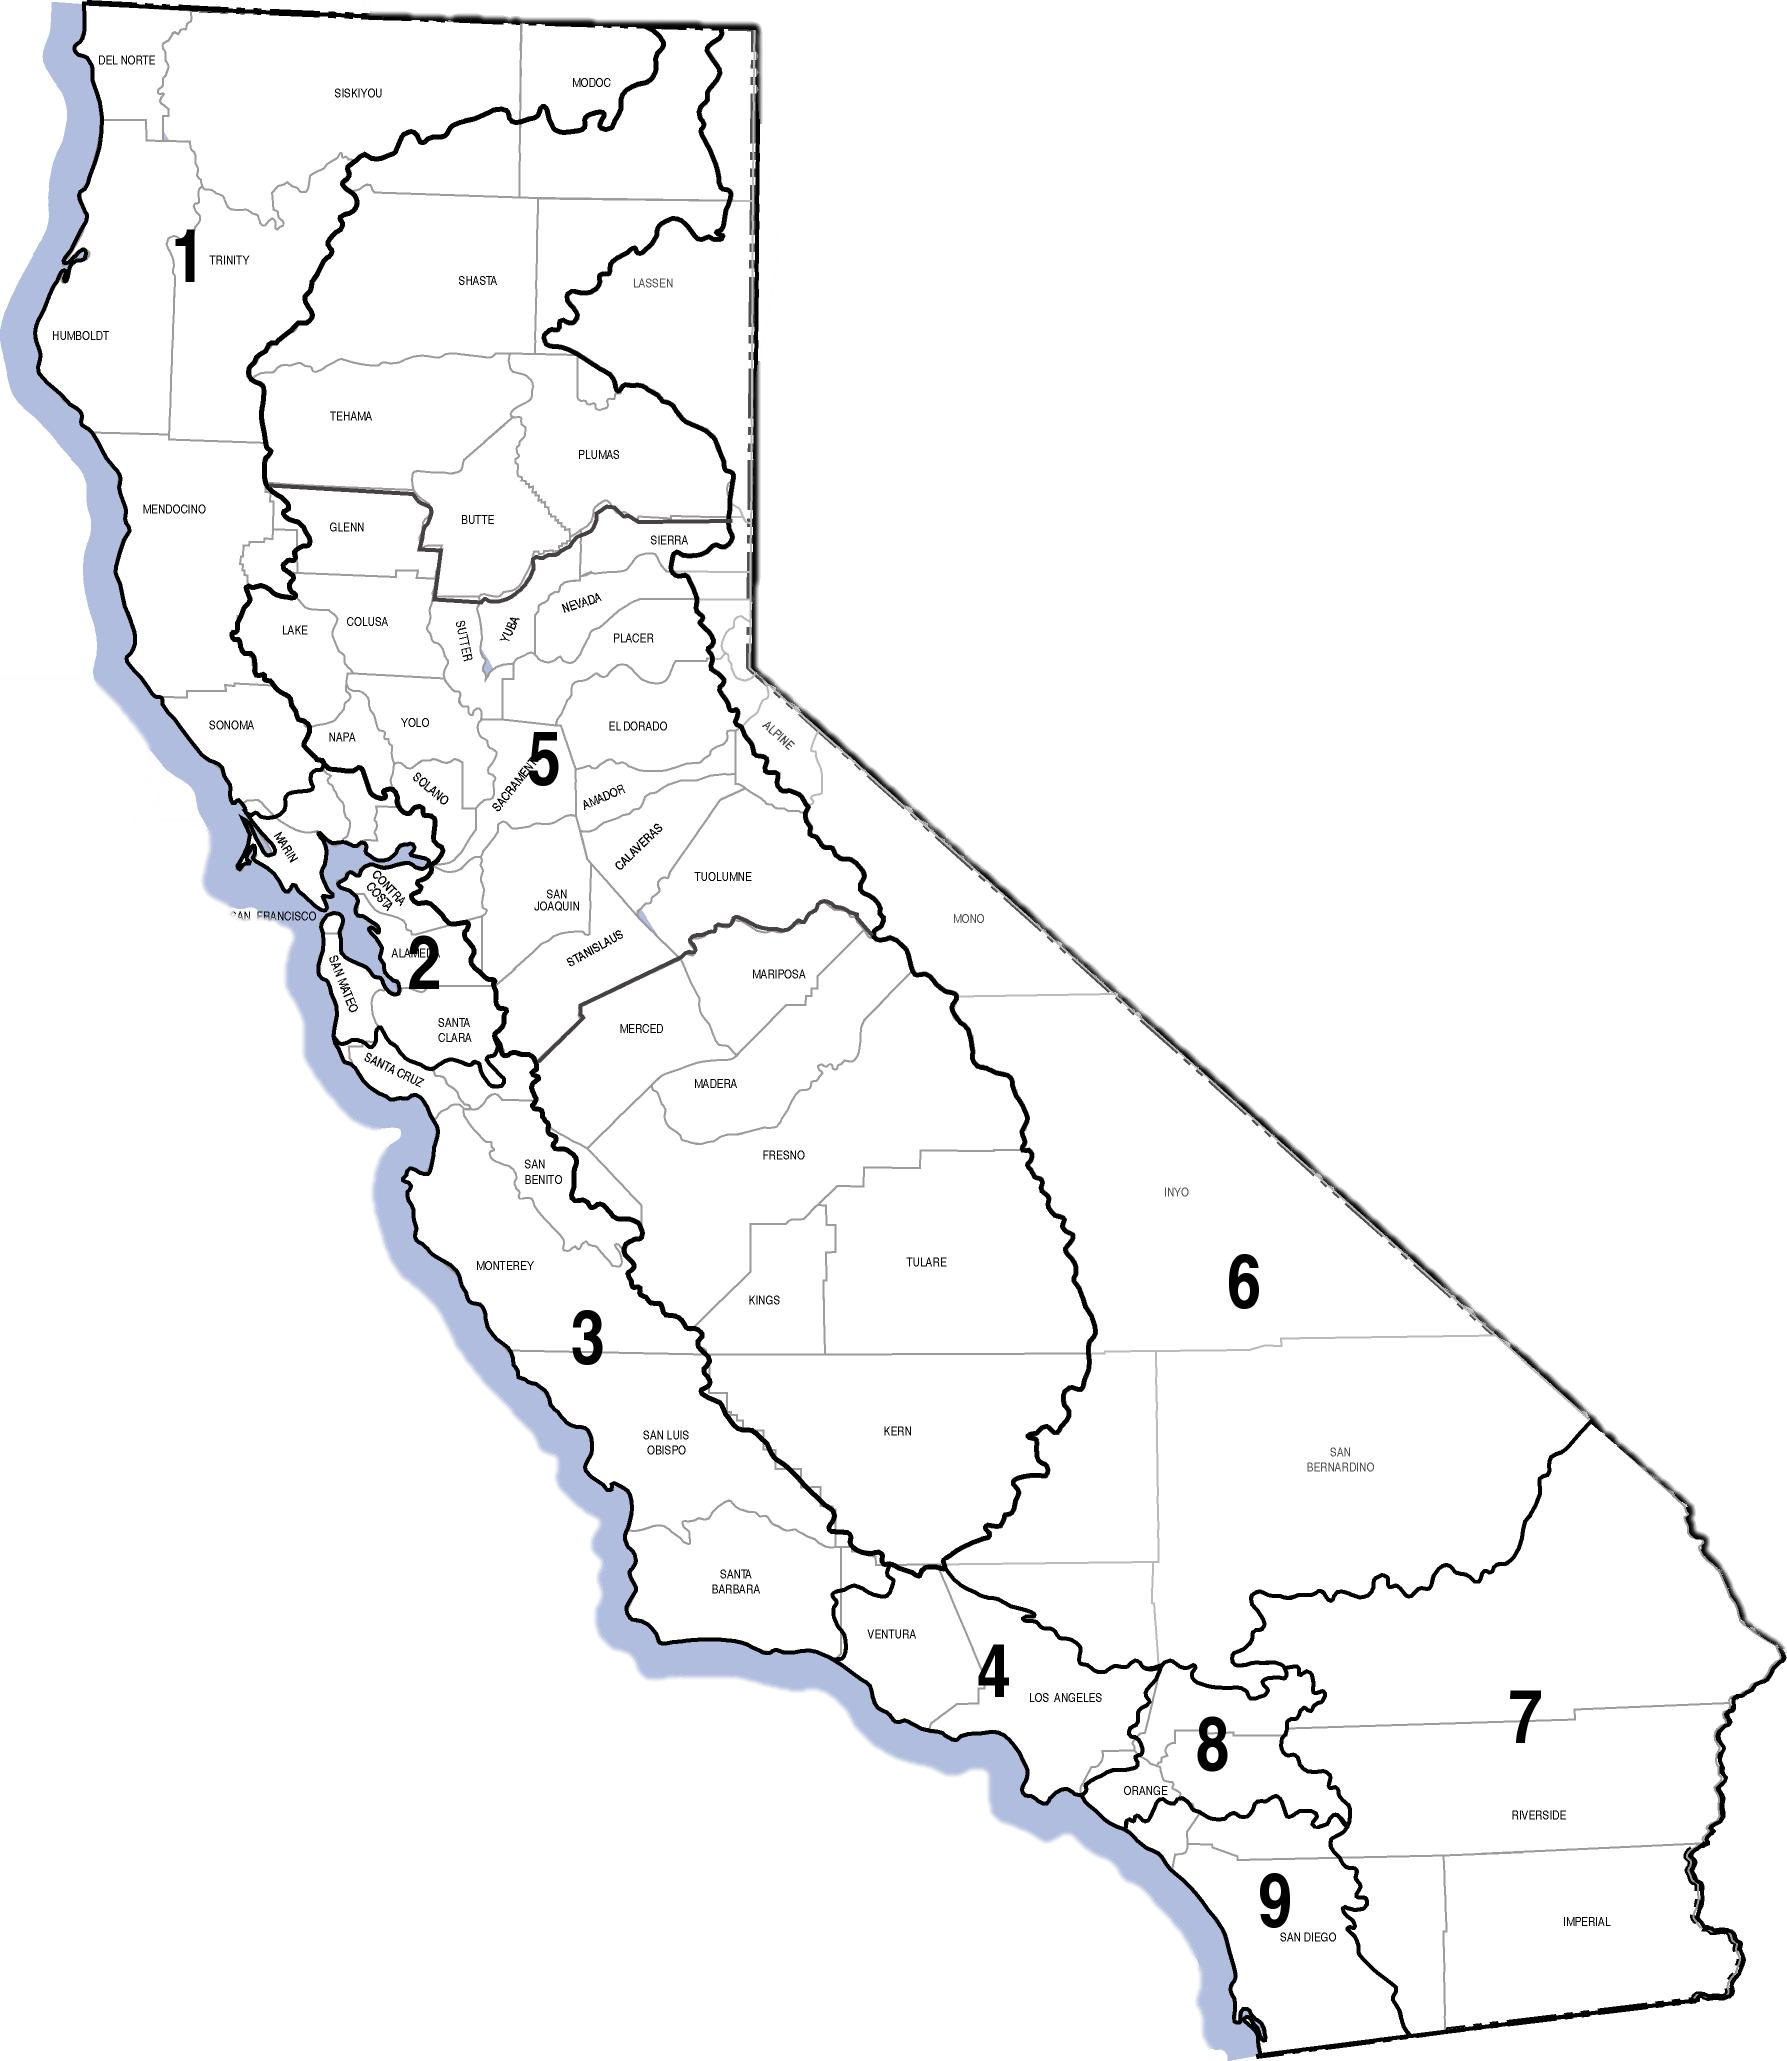 DEL NORTE
SISKIYOU
MODOC
1
TRINITY
SHASTA
LASSEN
HUMBOLDT
TEHAMA
PLUMAS
MENDOCINO
GLENN
BUTTE
SIERRA
NEVADA
LAKE
COLUSA
SUTTER
YUBA
PLACER
SONOMA
NAPA
YOLO
EL DORADO
ALPINE
5
SOLANO
SACRAMENTO
AMADOR
MARIN
CALAVERAS
CONTRA
COSTA
TUOLUMNE
SAN
JOAQUIN
SAN FRANCISCO
MONO
ALAMEDA
2
STANISLAUS
SAN MATEO
MARIPOSA
SANTA
CLARA
MERCED
SANTA CRUZ
MADERA
FRESNO
SAN
BENITO
INYO
MONTEREY
TULARE
6
KINGS
3
SAN LUIS
OBISPO
KERN
SAN
BERNARDINO
SANTA
BARBARA
VENTURA
4
LOS ANGELES
7
8
ORANGE
RIVERSIDE
9
SAN DIEGO
IMPERIAL